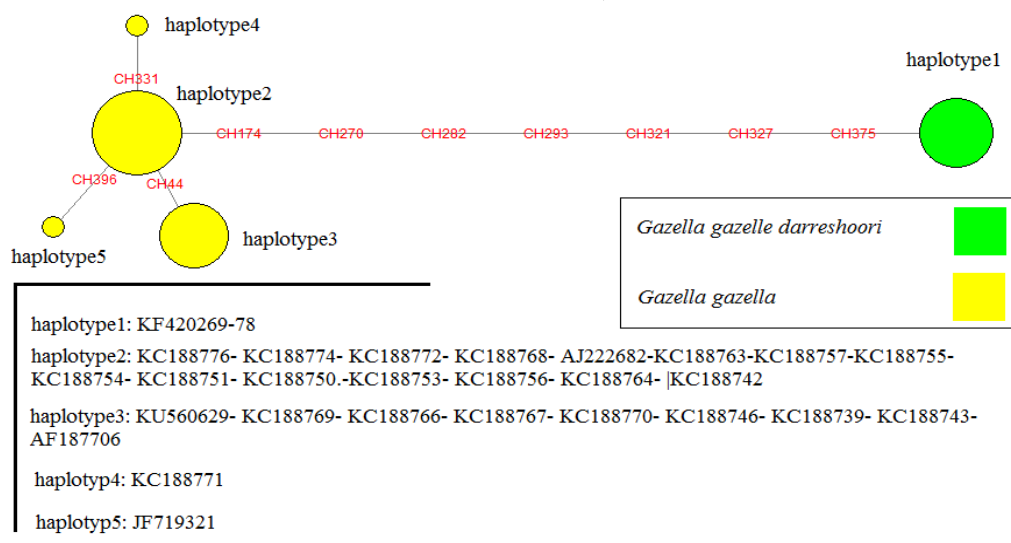 haplotype4
haplotype1
CH331
haplotype2
CH174 CH270 CH282 CH293 CH321 CH327 CH375
CH396 CH44
haplotype3
haplotype5
Gazella gazelle darreshoori
Gazella gazella
haplotype1: KF420269-78
haplotype2: KC188776- KC188774- KC188772- KC188768- AJ222682-KC188763-KC188757-KC188755-
KC188754- KC188751- KC188750.-KC188753- KC188756- KC188764- |KC188742
haplotype3: KU560629- KC188769- KC188766- KC188767- KC188770- KC188746- KC188739- KC188743-
AF187706
haplotyp4: KC188771
haplotyp5: JF719321